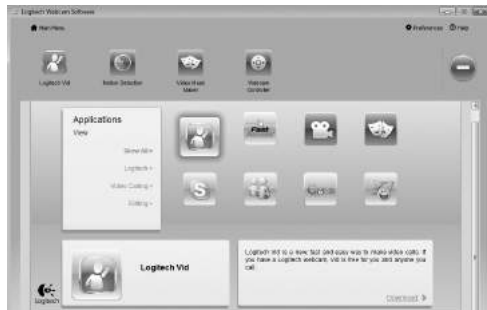 Logitech Webcam Software
Main Menu
Preferences
Help
Logitech Vid
Motion Detection
Video Mask
Maker
Webcam
Controller
Applications
View
Show All>
Logitech >
Video Calling >
Editing >
Fast
S
Logitech Vid
Logitech Vid is a new fast and easy way to make video calls. If
you have a Logitech webcam, vid is free for you and anyone you
call.
Download >
Logitech